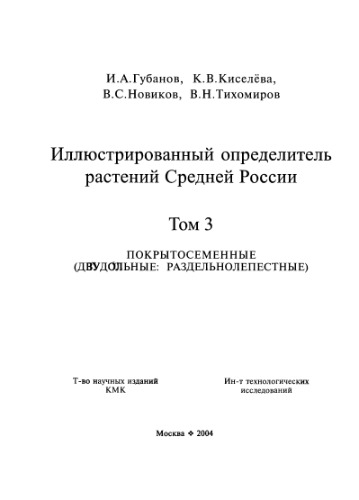 И.А.Губанов, К.В.Киселёва,
В.С.Новиков, В.Н.Тихомиров
Иллюстрированный определитель
растений Средней России
Том 3
ПОКРЫТОСЕМЕННЫЕ
(ДВУДОЛЬНЫЕ: РАЗДЕЛЬНОЛЕПЕСТНЫЕ)
Т-во научных изданий
КМК
Ин-т технологических
исследований
Москва ❖ 2004